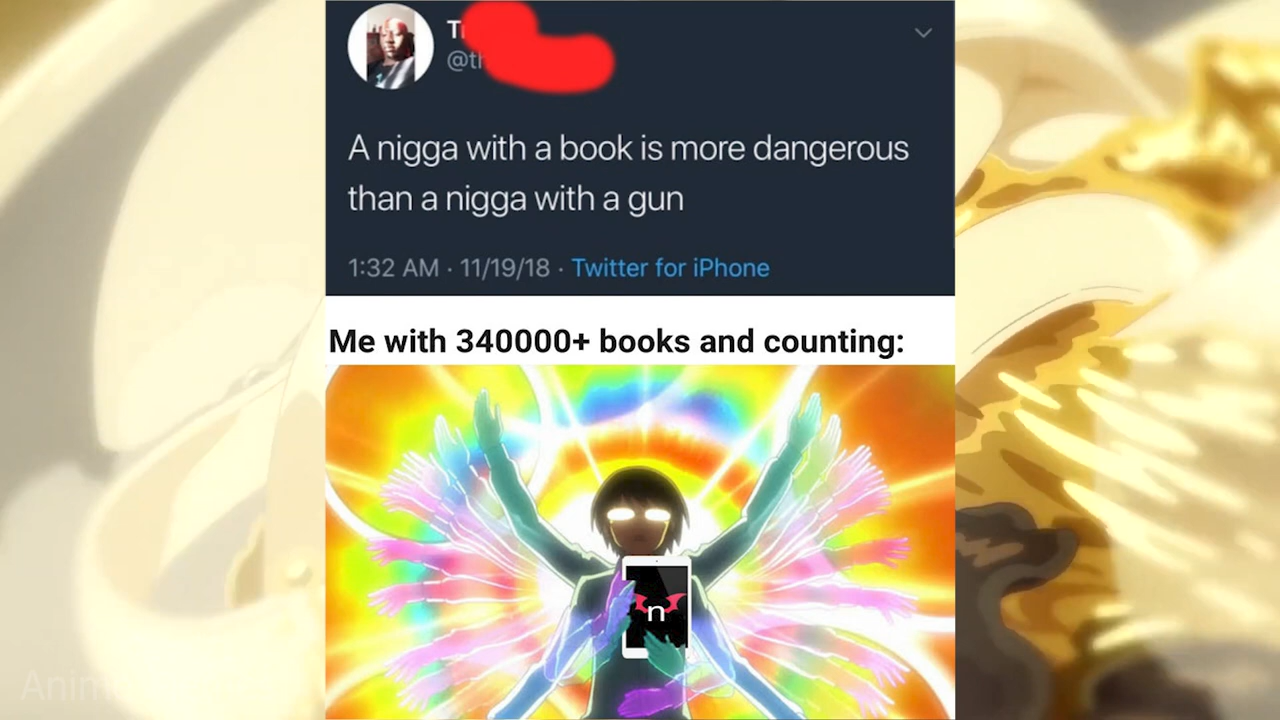 A nigga with a book is more dangerous
than a nigga with a gun
1:32 AM · 11/19/18 · Twitter for iPhone
Me with 340000+ books and counting:
n